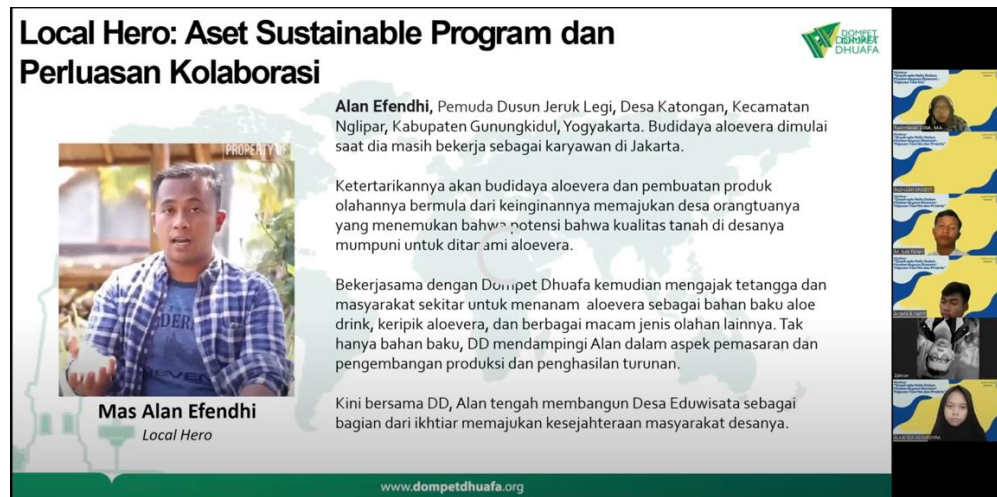 Local Hero: Aset Sustainable Program dan
Perluasan Kolaborasi
DOMPET
DHUAFA
PROPERTY OF
Mas Alan Efendhi
Local Hero
Alan Efendhi, Pemuda Dusun Jeruk Legi, Desa Katongan, Kecamatan
Nglipar, Kabupaten Gunungkidul, Yogyakarta. Budidaya aloevera dimulai
saat dia masih bekerja sebagai karyawan di Jakarta.
Ketertarikannya akan budidaya aloevera dan pembuatan produk
olahannya bermula dari keinginannya memajukan desa orangtuanya
yang menemukan bahwa potensi bahwa kualitas tanah di desanya
mumpuni untuk ditanami aloevera.
Bekerjasama dengan Dompet Dhuafa kemudian mengajak tetangga dan
masyarakat sekitar untuk menanam aloevera sebagai bahan baku aloe
drink, keripik aloevera, dan berbagai macam jenis olahan lainnya. Tak
hanya bahan baku, DD mendampingi Alan dalam aspek pemasaran dan
pengembangan produksi dan penghasilan turunan.
Kini bersama DD, Alan tengah membangun Desa Eduwisata sebagai
bagian dari ikhtiar memajukan kesejahteraan masyarakat desanya.
www.dompetdhuafa.org
Zahron